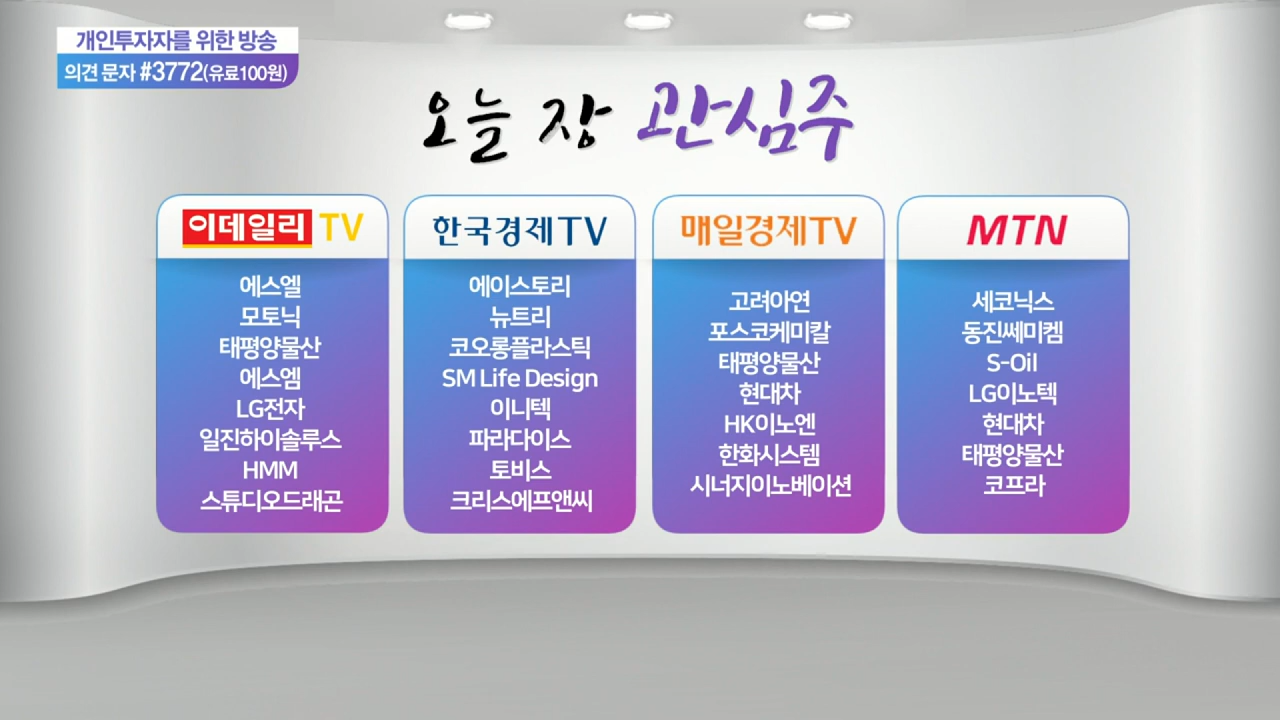 개인투자자를 위한 방송
의견 문자 #3772(유료100원)
오늘 장 관심주
이데일리 TV
에스엘
모토닉
태평양물산
에스엠
LG전자
일진하이솔루스
HMM
스튜디오드래곤
한국경제TV
에이스토리
뉴트리
코오롱플라스틱
SM Life Design
이니텍
파라다이스
토비스
크리스에프앤씨
매일경제TV
고려아연
포스코케미칼
태평양물산
현대차
HK이노엔
한화시스템
시너지이노베이션
MTN
세코닉스
동진쎄미켐
S-Oil
LG이노텍
현대차
태평양물산
코프라